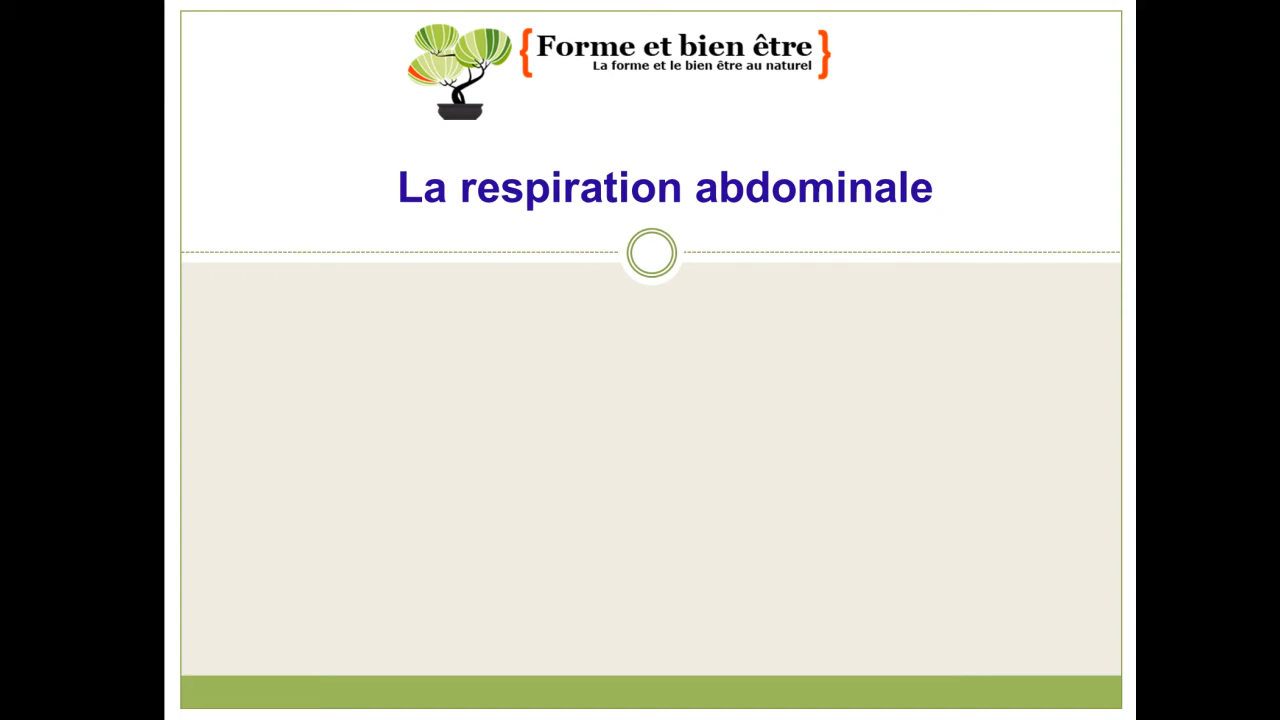 { Forme et bien être }
La forme et le bien être au naturel
La respiration abdominale